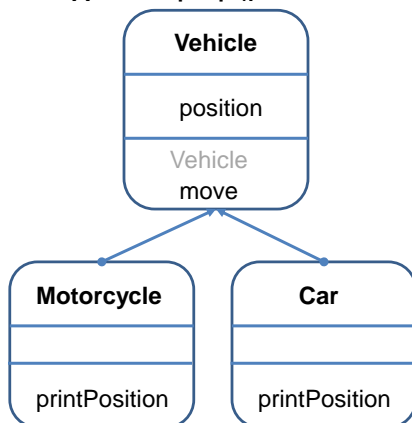 Vehicle
position
Vehicle
move
Motorcycle
Car
printPosition
printPosition